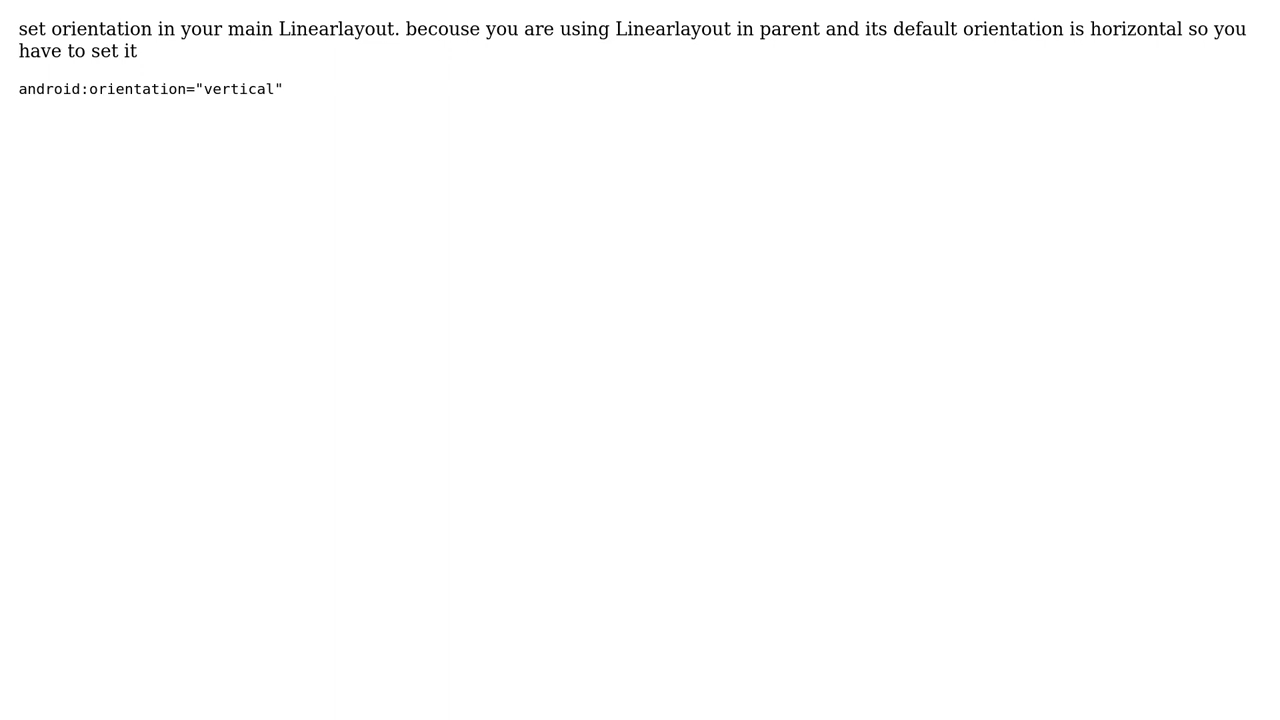 set orientation in your main Linearlayout. becouse you are using Linearlayout in parent and its default orientation is horizontal so you
have to set it
android:orientation="vertical"